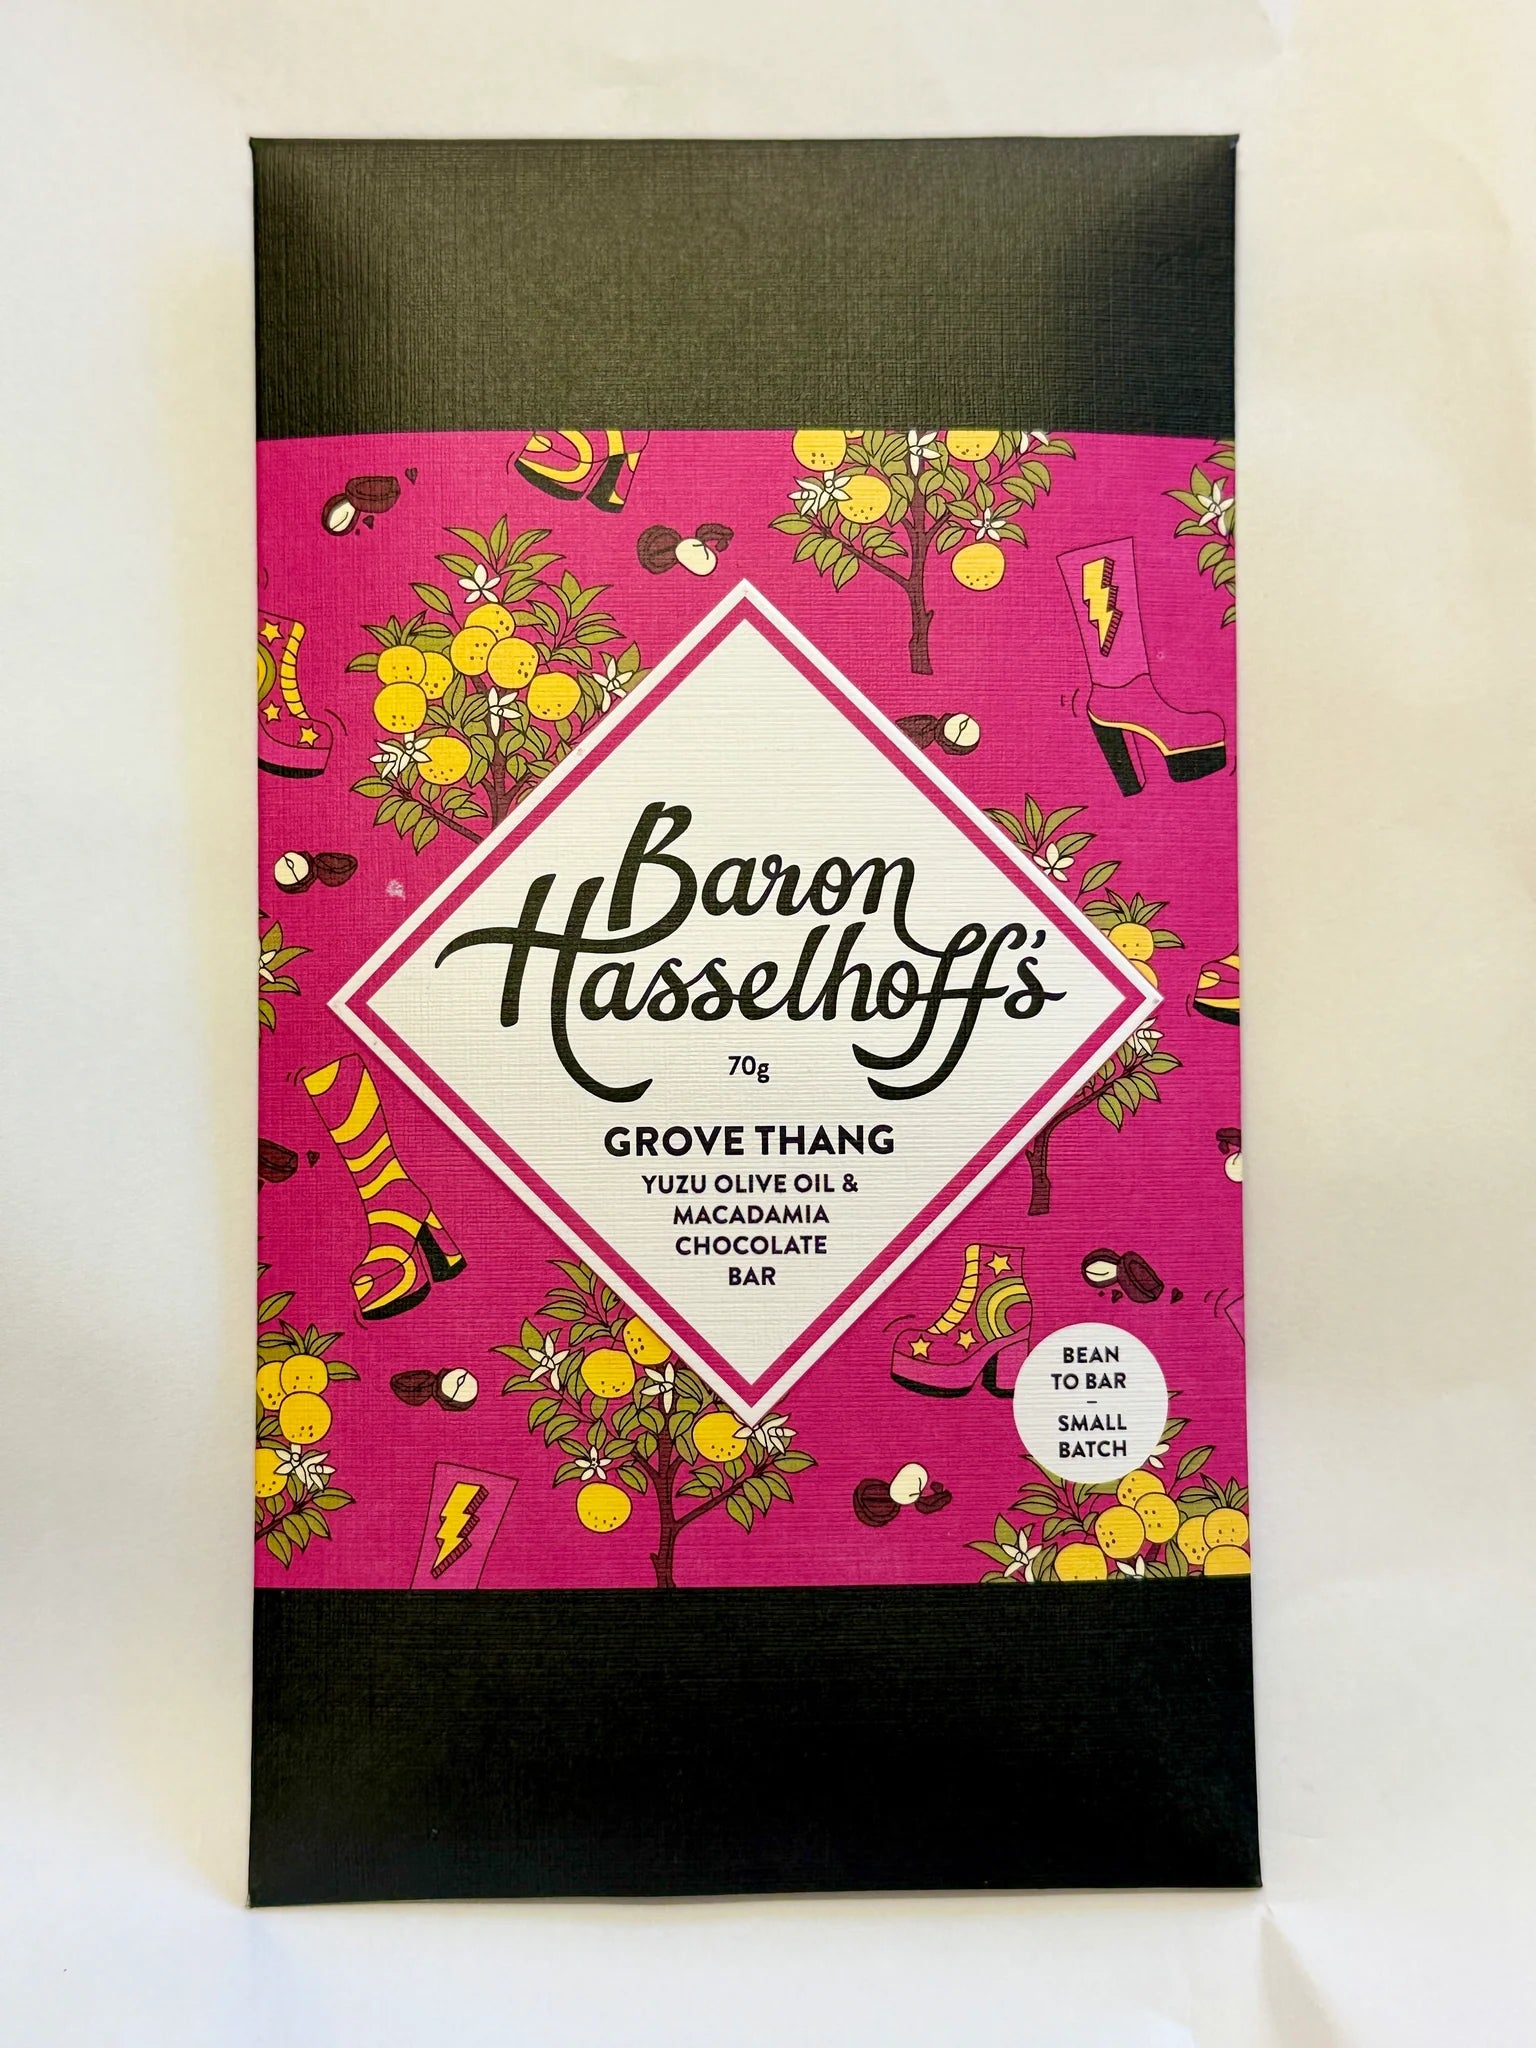 Baron
Hasselhoff's
70g
GROVE THANG
YUZU OLIVE OIL &
MACADAMIA
CHOCOLATE
BAR
BEAN
TO BAR
–
SMALL
BATCH